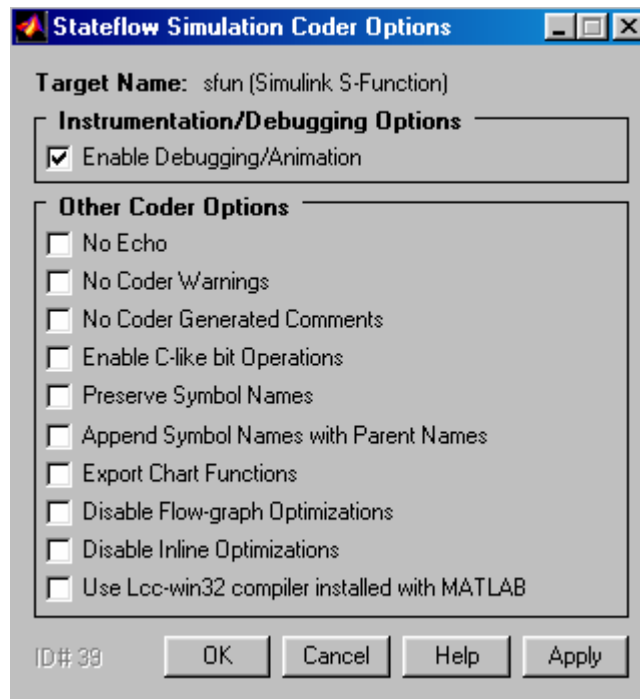 Stateflow Simulation Coder Options
Target Name: sfun (Simulink S-Function)
Instrumentation/Debugging Options
Enable Debugging/Animation
Other Coder Options
No Echo
No Coder Warnings
No Coder Generated Comments
Enable C-like bit Operations
Preserve Symbol Names
Append Symbol Names with Parent Names
Export Chart Functions
Disable Flow-graph Optimizations
Disable Inline Optimizations
Use Lcc-win32 compiler installed with MATLAB
ID# 39 OK Cancel Help Apply